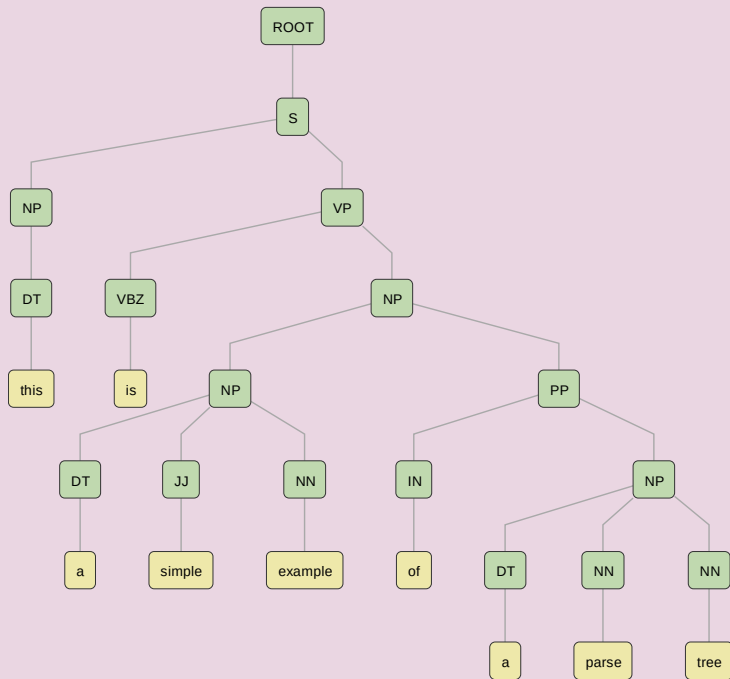 ROOT
S
NP VP
DT VBZ NP
this is NP PP
DT JJ NN IN NP
a simple example of DT NN NN
a parse tree